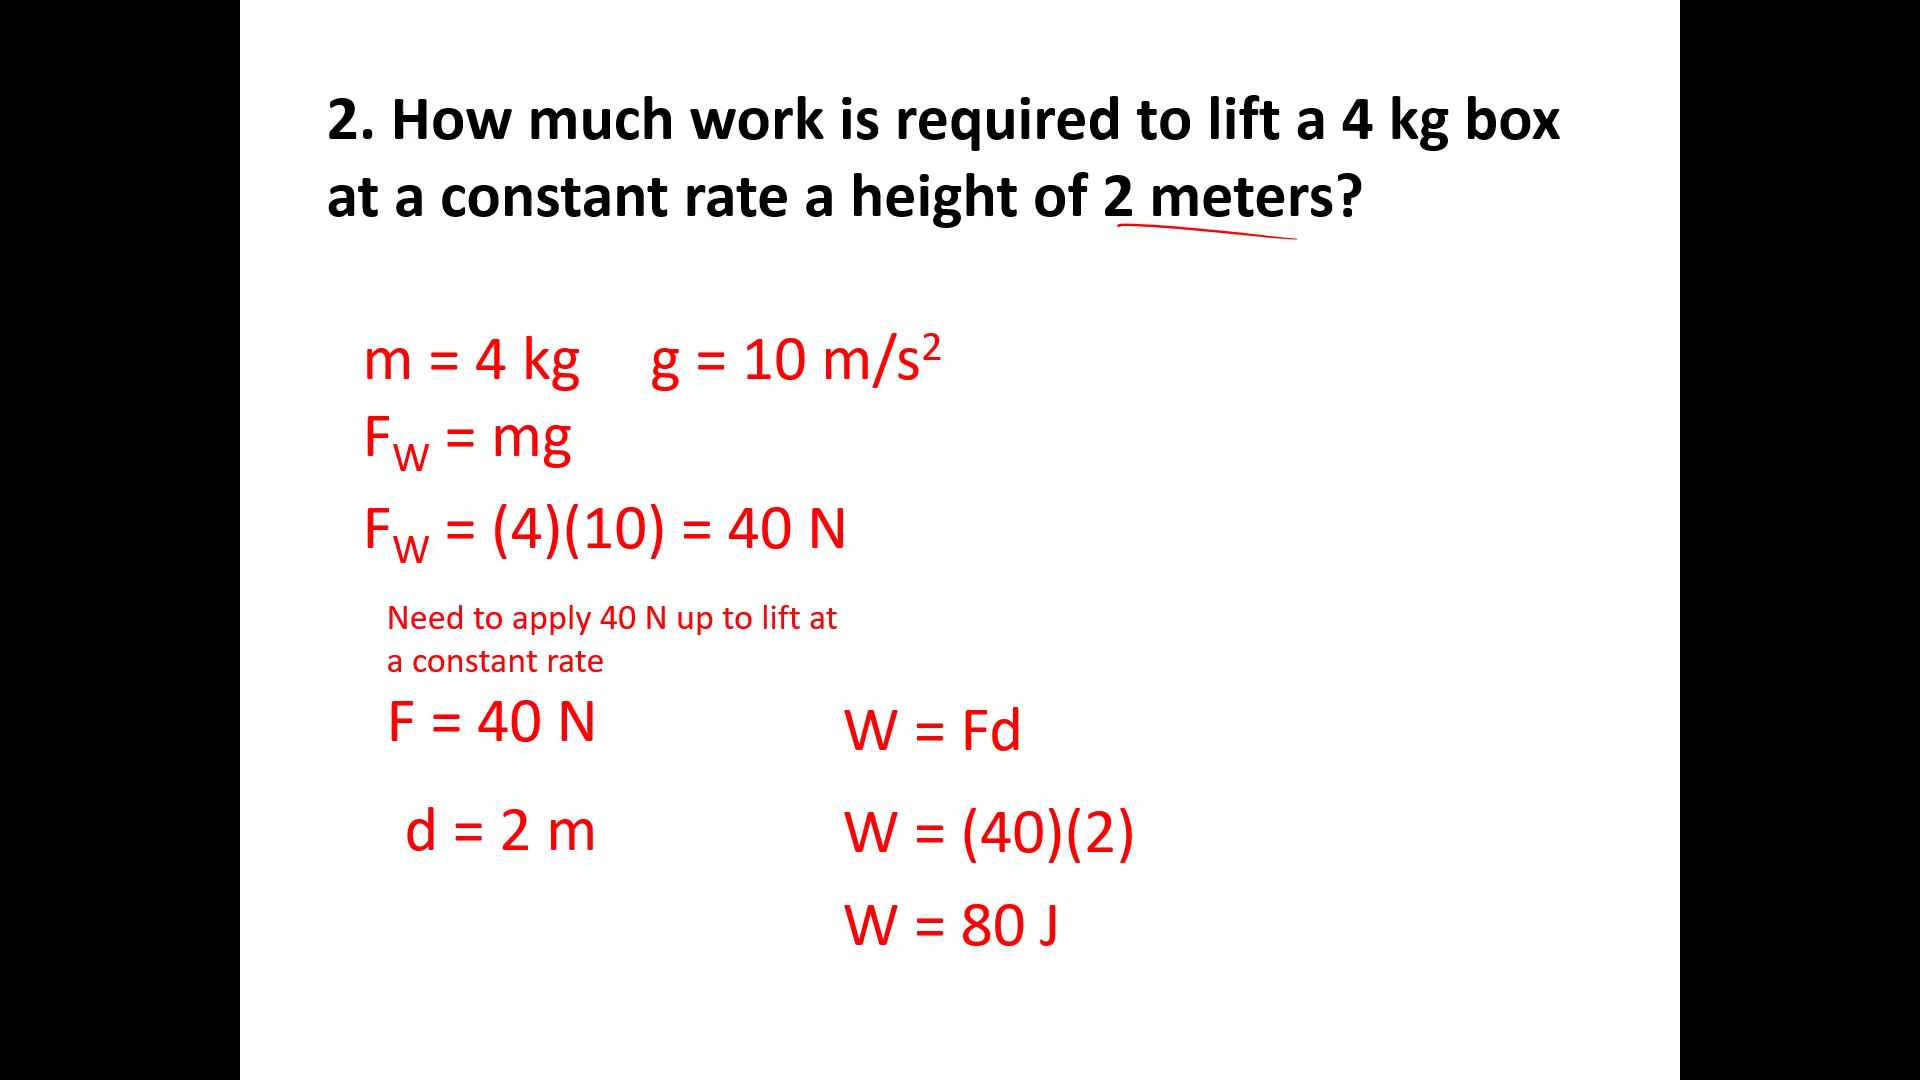 2. How much work is required to lift a 4 kg box
at a constant rate a height of 2 meters?
m = 4 kg g = 10 m/s²
F_W = mg
F_W = (4)(10) = 40 N
Need to apply 40 N up to lift at
a constant rate
F = 40 N
d = 2 m
W = Fd
W = (40)(2)
W = 80 J